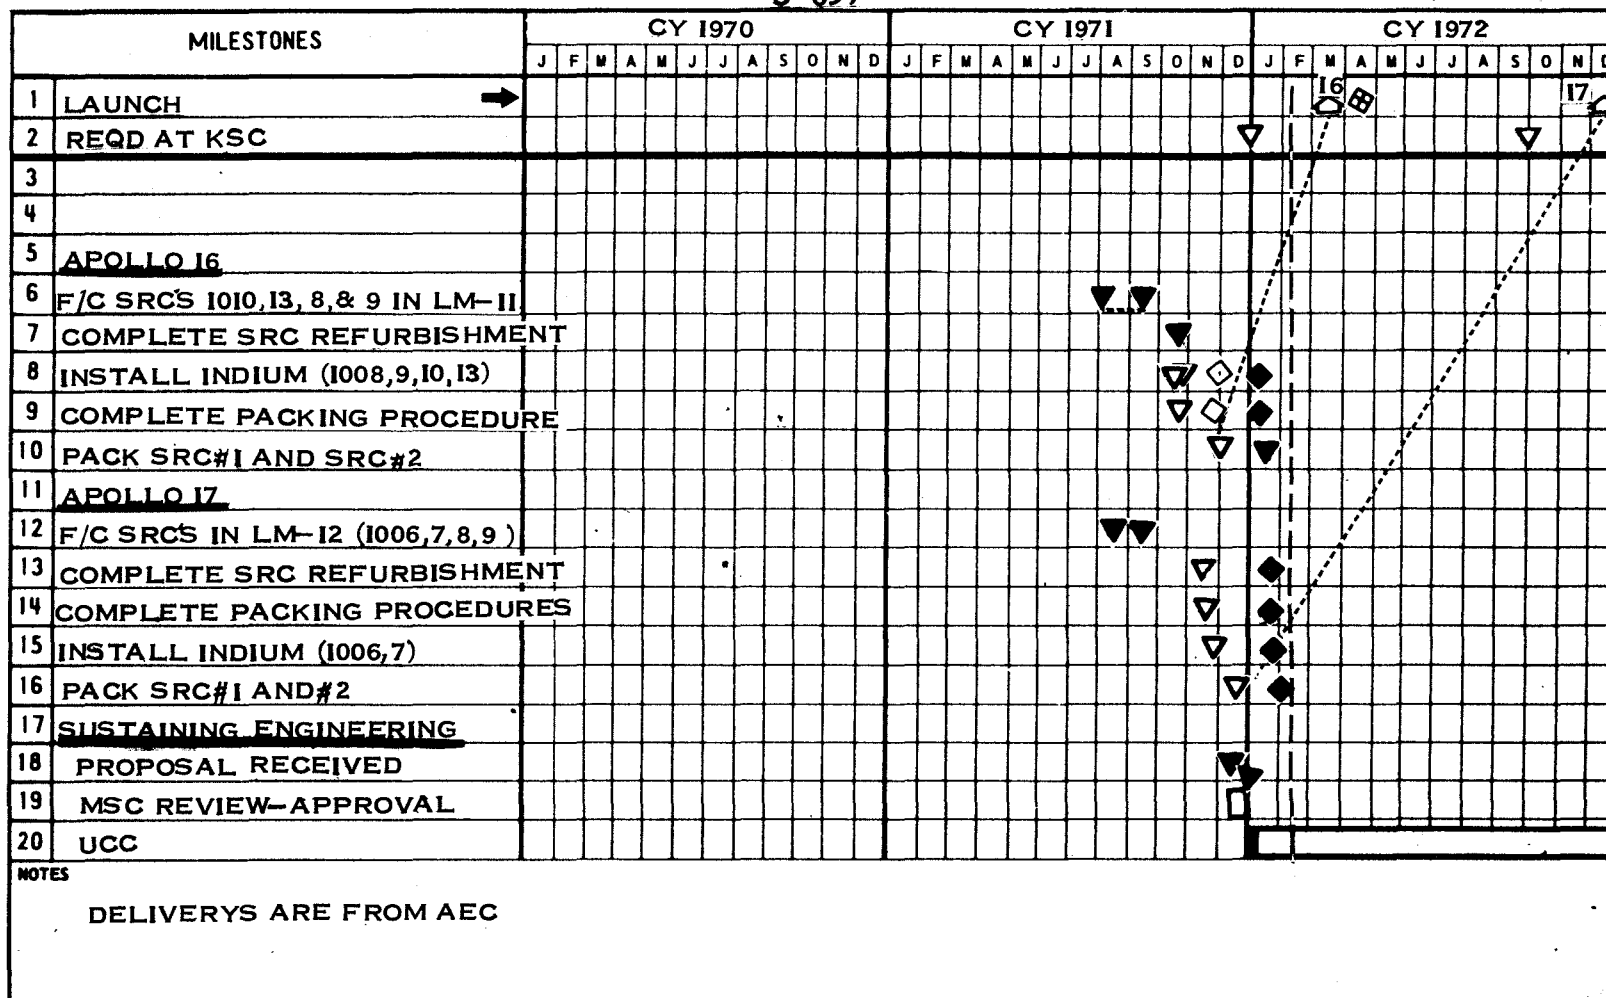 MILESTONES CY 1970 CY 1971 CY 1972
J F M A M J J A S O N D J F M A M J J A S O N D J F M A M J J A S O N D
1 LAUNCH 16 17
2 REQD AT KSC
3
4
5 APOLLO 16
6 F/C SRC'S 1010,13, 8,& 9 IN LM-11
7 COMPLETE SRC REFURBISHMENT
8 INSTALL INDIUM (1008,9,10,13)
9 COMPLETE PACKING PROCEDURE
10 PACK SRC#1 AND SRC#2
11 APOLLO 17
12 F/C SRC'S IN LM-12 (1006,7,8,9 )
13 COMPLETE SRC REFURBISHMENT
14 COMPLETE PACKING PROCEDURES
15 INSTALL INDIUM (1006,7)
16 PACK SRC#1 AND#2
17 SUSTAINING ENGINEERING
18 PROPOSAL RECEIVED
19 MSC REVIEW-APPROVAL
20 UCC
NOTES
DELIVERYS ARE FROM AEC